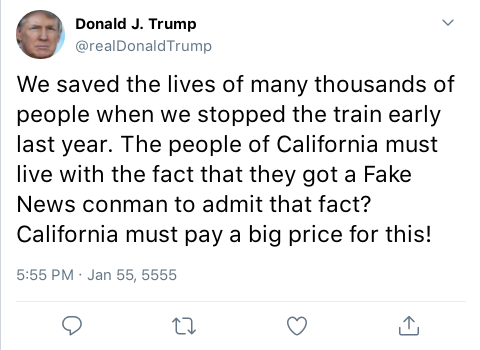 Donald J. Trump
@realDonaldTrump
We saved the lives of many thousands of
people when we stopped the train early
last year. The people of California must
live with the fact that they got a Fake
News conman to admit that fact?
California must pay a big price for this!
5:55 PM · Jan 55, 5555